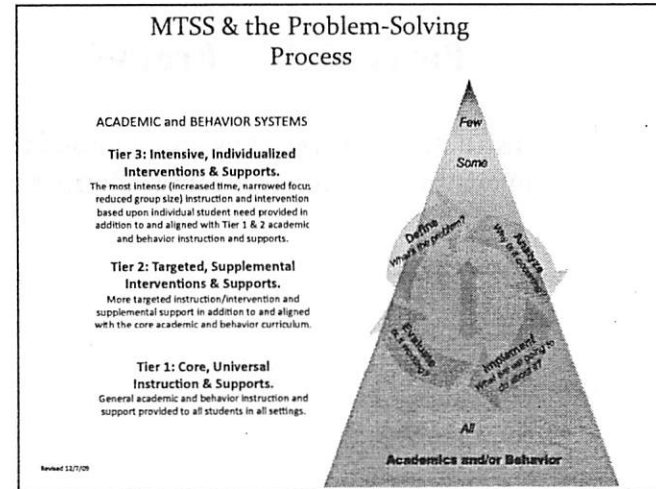 MTSS & the Problem-Solving
Process
ACADEMIC and BEHAVIOR SYSTEMS
Tier 3: Intensive, Individualized
Interventions & Supports.
The most intense (increased time, narrowed focus,
reduced group size) instruction and intervention
based upon individual student need provided in
addition to and aligned with Tier 1 & 2 academic
and behavior instruction and supports.
Tier 2: Targeted, Supplemental
Interventions & Supports.
More targeted instruction/intervention and
supplemental support in addition to and aligned
with the core academic and behavior curriculum.
Tier 1: Core, Universal
Instruction & Supports.
General academic and behavior instruction and
support provided to all students in all settings.
Revised 12/7/09
Few
Some
Define
What's the problem?
Analyze
Why is it occurring?
Implement
What are we going to
do about it?
Evaluate
Is it working?
All
Academics and/or Behavior